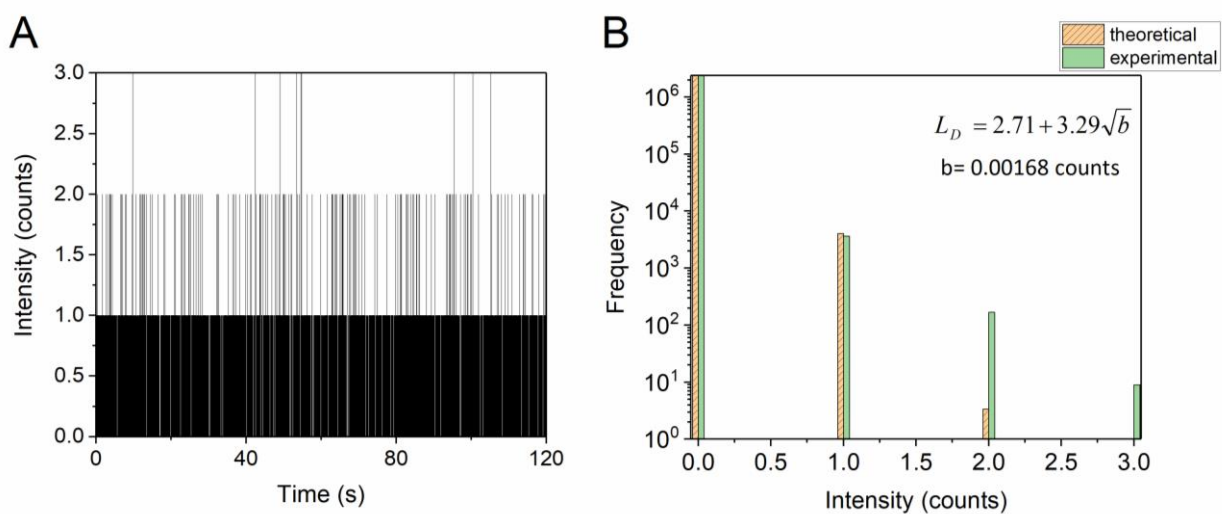 A
Intensity (counts)
3.0
2.5
2.0
1.5
1.0
0.5
0.0
0 40 80 120
Time (s)
B
theoretical
experimental
Frequency
10^6
10^5
10^4
10^3
10^2
10^1
10^0
L_D = 2.71 + 3.29√b
b= 0.00168 counts
0.0 0.5 1.0 1.5 2.0 2.5 3.0
Intensity (counts)